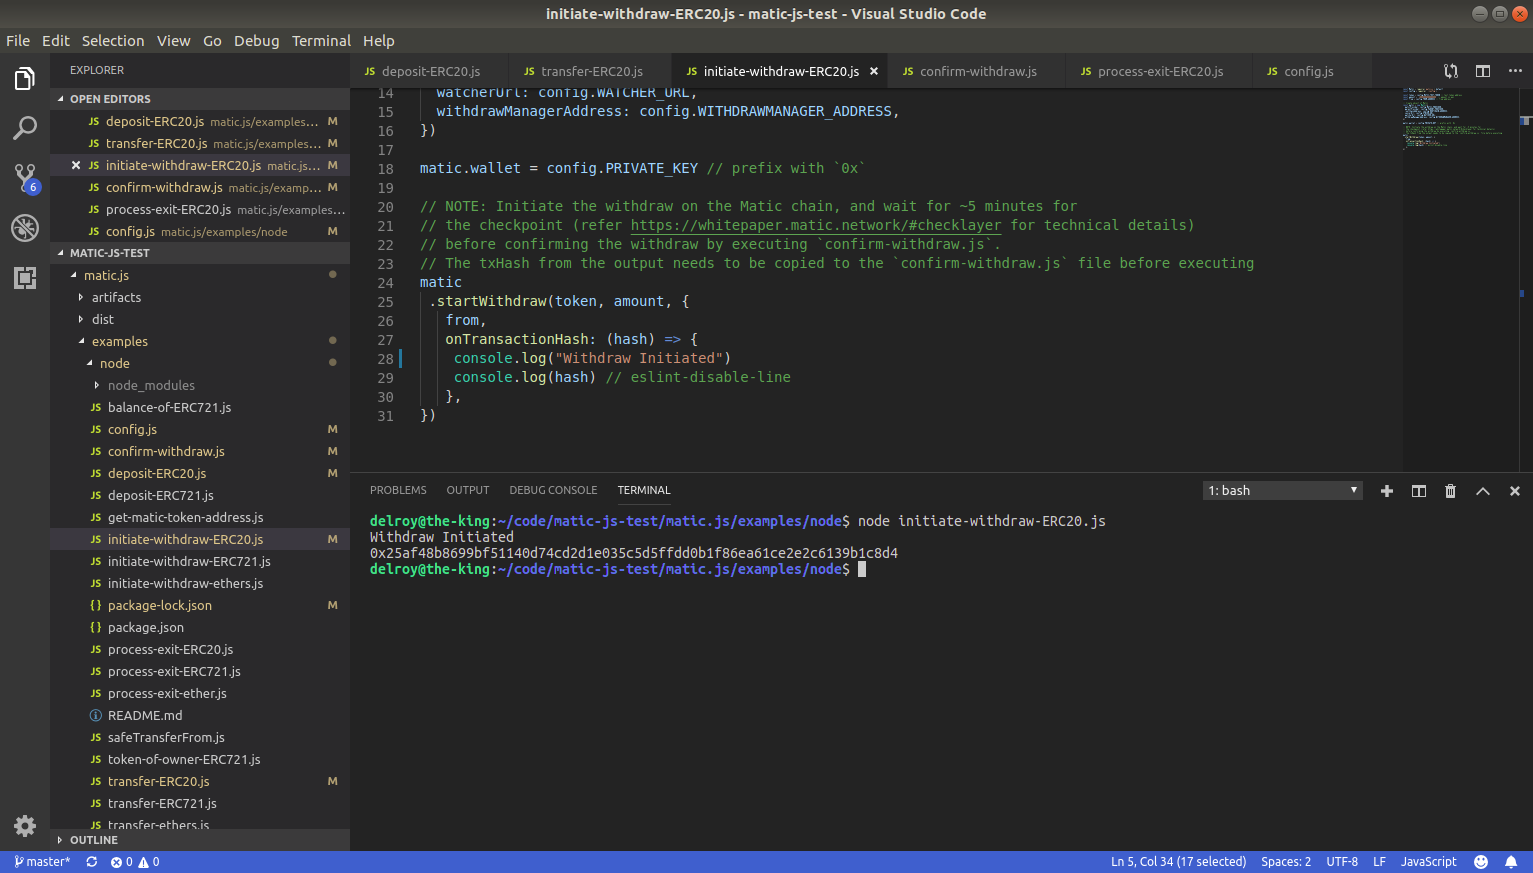 initiate-withdraw-ERC20.js - matic-js-test - Visual Studio Code
File Edit Selection View Go Debug Terminal Help
EXPLORER
OPEN EDITORS
JS deposit-ERC20.js matic.js/examples... M
JS transfer-ERC20.js matic.js/examples... M
JS initiate-withdraw-ERC20.js matic.js... M
JS confirm-withdraw.js matic.js/examp... M
JS process-exit-ERC20.js matic.js/examples...
JS config.js matic.js/examples/node M
6
MATIC-JS-TEST
matic.js
artifacts
dist
examples
node
node_modules
JS balance-of-ERC721.js
JS config.js M
JS confirm-withdraw.js M
JS deposit-ERC20.js M
JS deposit-ERC721.js
JS get-matic-token-address.js
JS initiate-withdraw-ERC20.js M
JS initiate-withdraw-ERC721.js
JS initiate-withdraw-ethers.js
{} package-lock.json M
{} package.json
JS process-exit-ERC20.js
JS process-exit-ERC721.js
JS process-exit-ether.js
README.md
JS safeTransferFrom.js
JS token-of-owner-ERC721.js
JS transfer-ERC20.js M
JS transfer-ERC721.js
JS transfer-ethers.js
OUTLINE
JS deposit-ERC20.js JS transfer-ERC20.js JS initiate-withdraw-ERC20.js JS confirm-withdraw.js JS process-exit-ERC20.js JS config.js
14 watcherUrl: config.WATCHER_URL,
15 withdrawManagerAddress: config.WITHDRAWMANAGER_ADDRESS,
16 })
17
18 matic.wallet = config.PRIVATE_KEY // prefix with `0x`
19
20 // NOTE: Initiate the withdraw on the Matic chain, and wait for ~5 minutes for
21 // the checkpoint (refer https://whitepaper.matic.network/#checklayer for technical details)
22 // before confirming the withdraw by executing `confirm-withdraw.js`.
23 // The txHash from the output needs to be copied to the `confirm-withdraw.js` file before executing
24 matic
25 .startWithdraw(token, amount, {
26 from,
27 onTransactionHash: (hash) => {
28 console.log("Withdraw Initiated")
29 console.log(hash) // eslint-disable-line
30 },
31 })
PROBLEMS OUTPUT DEBUG CONSOLE TERMINAL
1: bash
delroy@the-king:~/code/matic-js-test/matic.js/examples/node$ node initiate-withdraw-ERC20.js
Withdraw Initiated
0x25af48b8699bf51140d74cd2d1e035c5d5ffdd0b1f86ea61ce2e2c6139b1c8d4
delroy@the-king:~/code/matic-js-test/matic.js/examples/node$
master* 0 0
Ln 5, Col 34 (17 selected) Spaces: 2 UTF-8 LF JavaScript